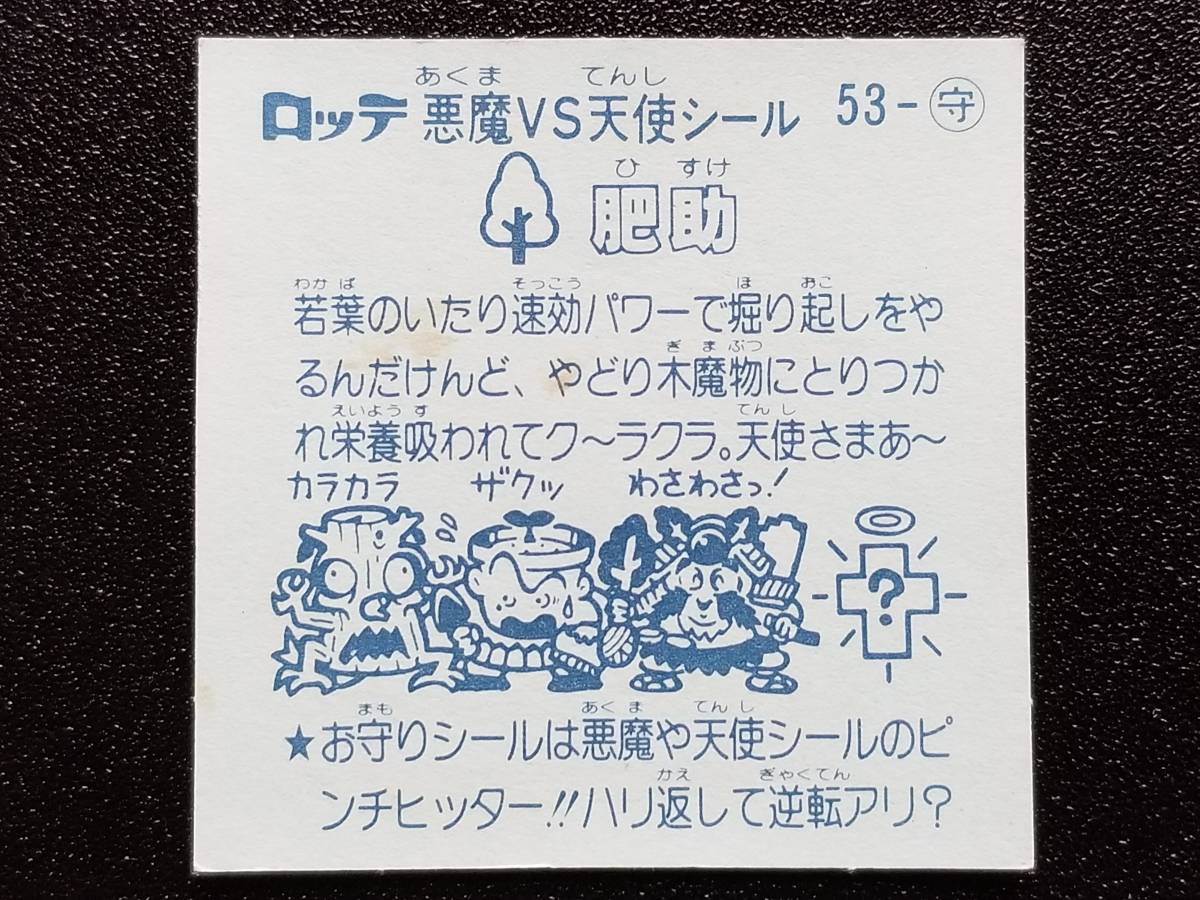 あくま てんし
ロッテ 悪魔VS天使シール 53-守
ひ すけ
肥助
わかば そっこう ほ おこ
若葉のいたり速効パワーで堀り起しをや
ぎまぶつ
るんだけんど、やどり木魔物にとりつか
えいようす てんし
れ栄養吸われてク〜ラクラ。天使さまあ〜
カラカラ ザクッ わさわさっ!
?
まも あくま てんし
★お守りシールは悪魔や天使シールのピ
かえ ぎゃくてん
ンチヒッター!!ハリ返して逆転アリ?